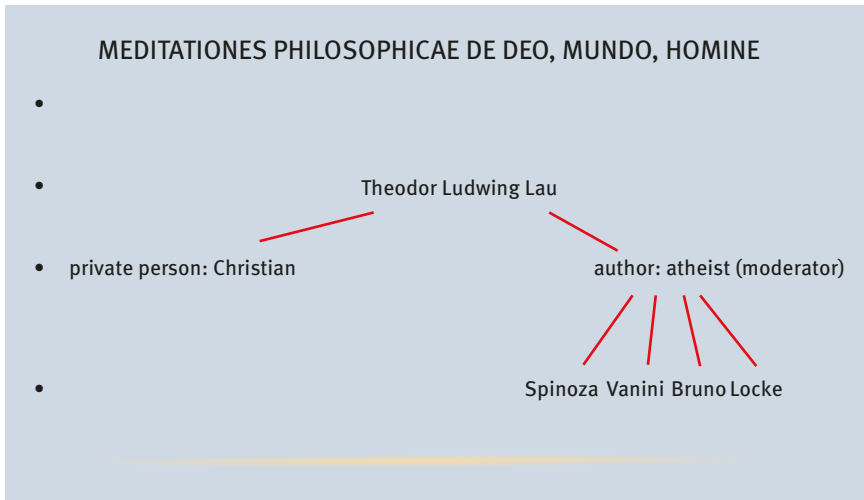 MEDITATIONES PHILOSOPHICAE DE DEO, MUNDO, HOMINE
•
• Theodor Ludwing Lau
• private person: Christian author: atheist (moderator)
• Spinoza Vanini Bruno Locke